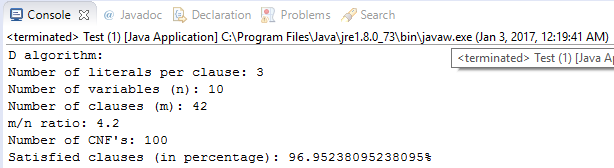 Console @ Javadoc Declaration Problems Search
<terminated> Test (1) [Java Application] C:\Program Files\Java\jre1.8.0_73\bin\javaw.exe (Jan 3, 2017, 12:19:41 AM)
<terminated> Test (1) [Java Ap
D algorithm:
Number of literals per clause: 3
Number of variables (n): 10
Number of clauses (m): 42
m/n ratio: 4.2
Number of CNF's: 100
Satisfied clauses (in percentage): 96.95238095238095%